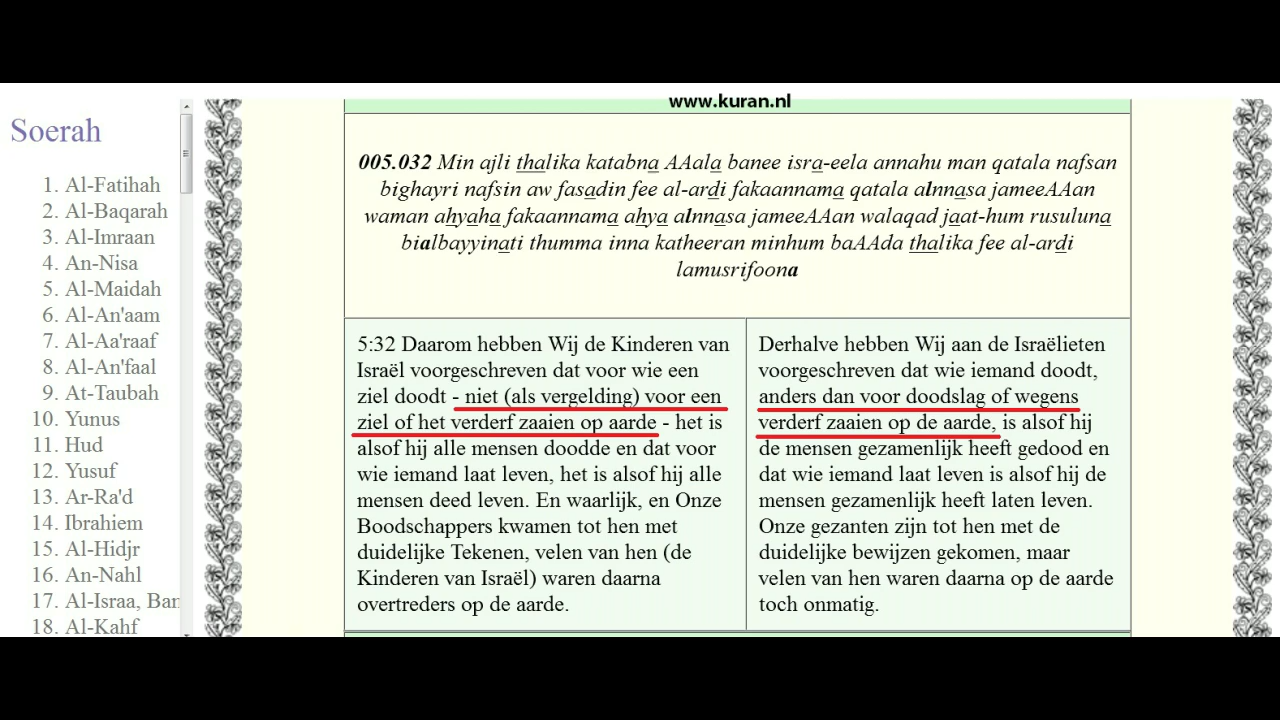 www.kuran.nl
Soerah
1. Al-Fatihah
2. Al-Baqarah
3. Al-Imraan
4. An-Nisa
5. Al-Maidah
6. Al-An'aam
7. Al-Aa'raaf
8. Al-An'faal
9. At-Taubah
10. Yunus
11. Hud
12. Yusuf
13. Ar-Ra'd
14. Ibrahiem
15. Al-Hidjr
16. An-Nahl
17. Al-Israa, Ban
18. Al-Kahf
005.032 Min ajli thalika katabna AAala banee isra-eela annahu man qatala nafsan
bighayri nafsin aw fasadin fee al-ardi fakaannama qatala alnnasa jameeAAan
waman ahyaha fakaannama ahya alnnasa jameeAAan walaqad jaat-hum rusuluna
bialbayyinati thumma inna katheeran minhum baAAda thalika fee al-ardi
lamusrifoona
5:32 Daarom hebben Wij de Kinderen van
Israël voorgeschreven dat voor wie een
ziel doodt - niet (als vergelding) voor een
ziel of het verderf zaaien op aarde - het is
alsof hij alle mensen doodde en dat voor
wie iemand laat leven, het is alsof hij alle
mensen deed leven. En waarlijk, en Onze
Boodschappers kwamen tot hen met
duidelijke Tekenen, velen van hen (de
Kinderen van Israël) waren daarna
overtreders op de aarde.
Derhalve hebben Wij aan de Israëlieten
voorgeschreven dat wie iemand doodt,
anders dan voor doodslag of wegens
verderf zaaien op de aarde, is alsof hij
de mensen gezamenlijk heeft gedood en
dat wie iemand laat leven is alsof hij de
mensen gezamenlijk heeft laten leven.
Onze gezanten zijn tot hen met de
duidelijke bewijzen gekomen, maar
velen van hen waren daarna op de aarde
toch onmatig.